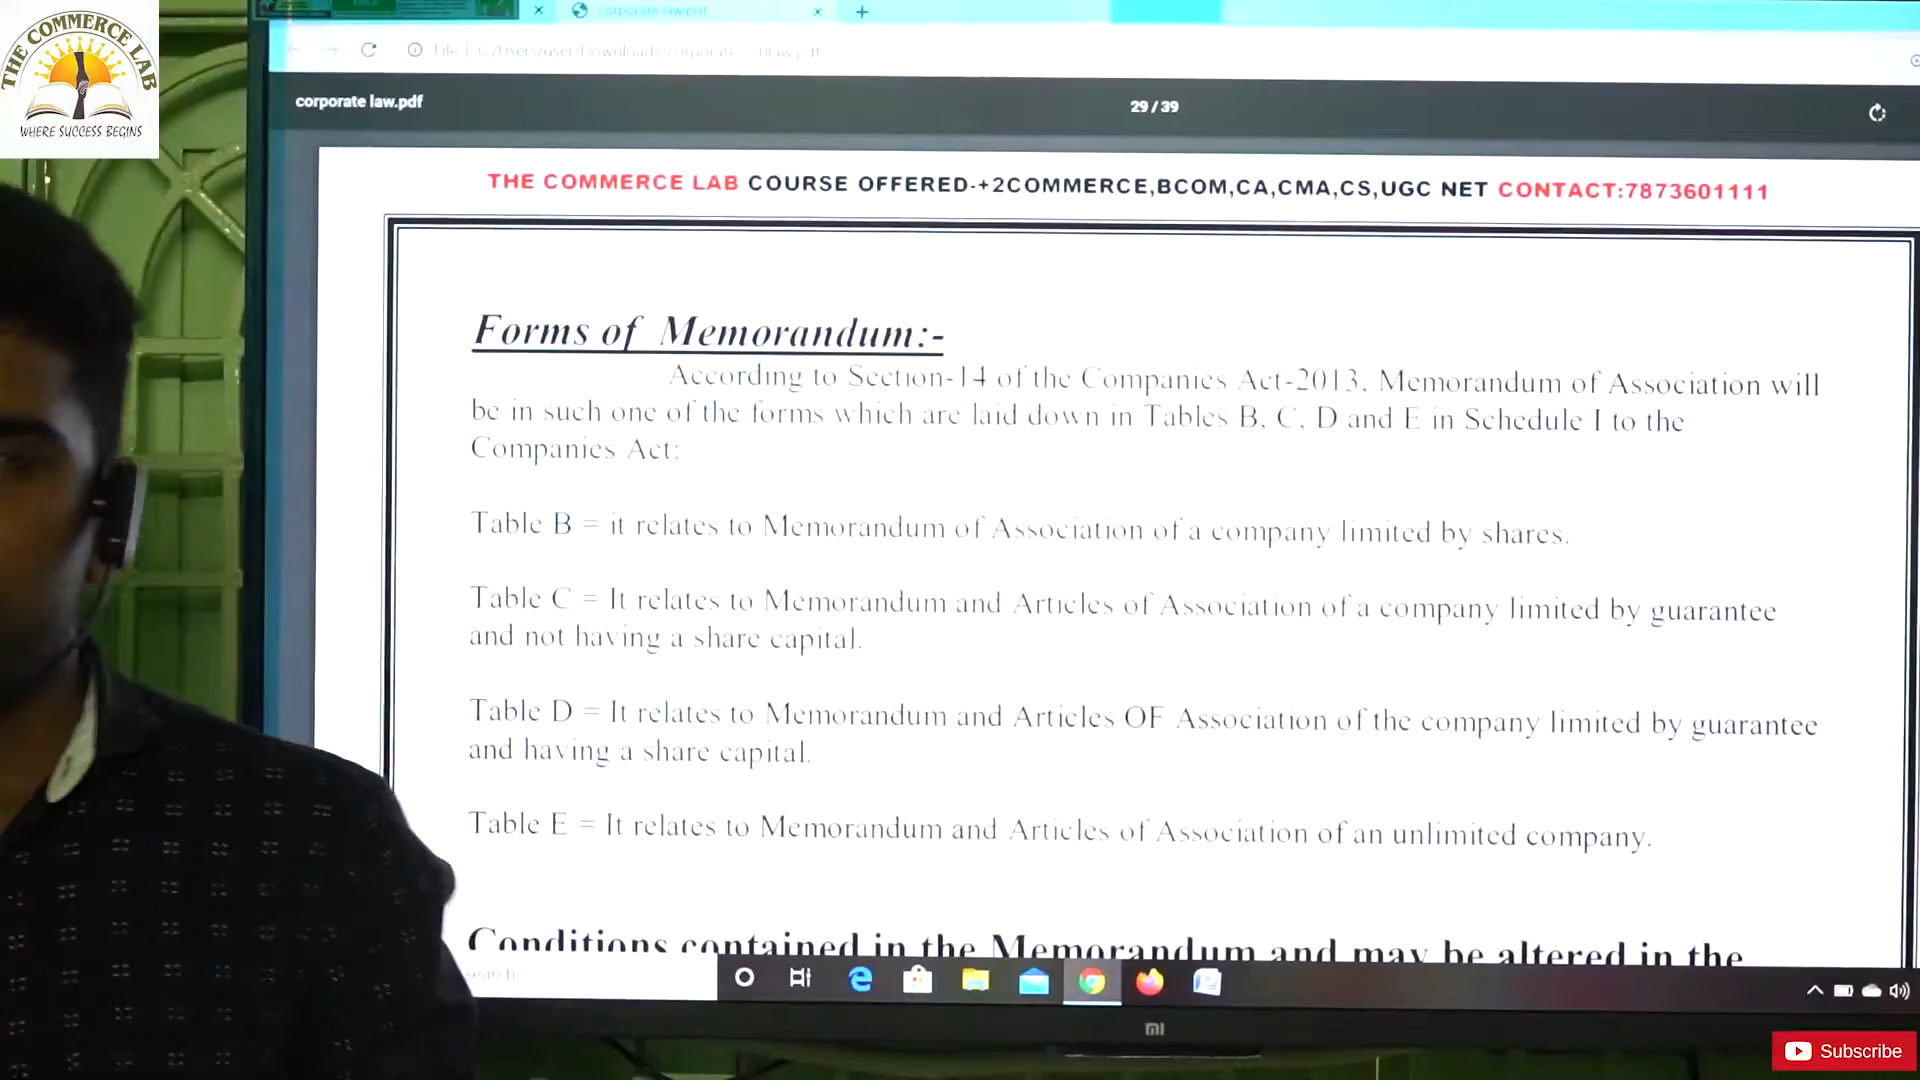 THE COMMERCE LAB
WHERE SUCCESS BEGINS
corporate law.pdf
corporate law.pdf
29 / 39
THE COMMERCE LAB COURSE OFFERED-+2COMMERCE,BCOM,CA,CMA,CS,UGC NET CONTACT:7873601111
Forms of Memorandum:-
According to Section-14 of the Companies Act-2013, Memorandum of Association will
be in such one of the forms which are laid down in Tables B, C, D and E in Schedule I to the
Companies Act:
Table B = it relates to Memorandum of Association of a company limited by shares.
Table C = It relates to Memorandum and Articles of Association of a company limited by guarantee
and not having a share capital.
Table D = It relates to Memorandum and Articles OF Association of the company limited by guarantee
and having a share capital.
Table E = It relates to Memorandum and Articles of Association of an unlimited company.
Conditions contained in the Memorandum and may be altered in the
search
mi
Subscribe